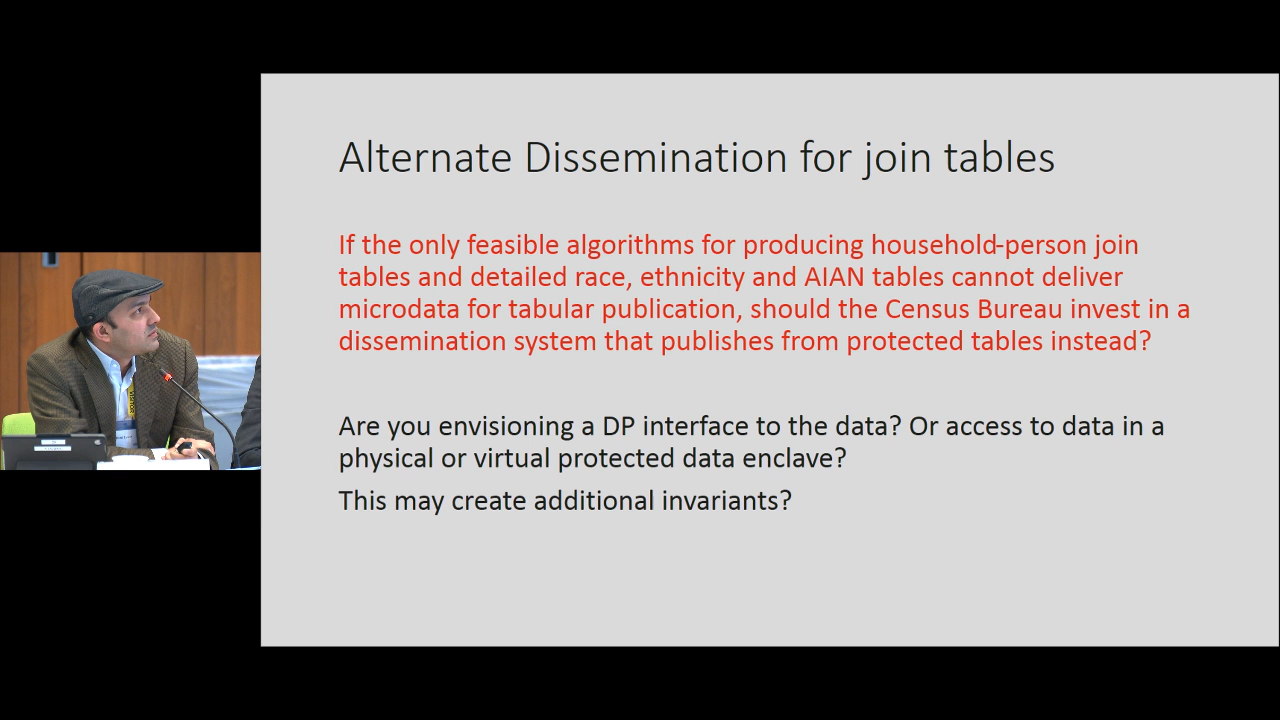 Alternate Dissemination for join tables
If the only feasible algorithms for producing household-person join
tables and detailed race, ethnicity and AIAN tables cannot deliver
microdata for tabular publication, should the Census Bureau invest in a
dissemination system that publishes from protected tables instead?
Are you envisioning a DP interface to the data? Or access to data in a
physical or virtual protected data enclave?
This may create additional invariants?